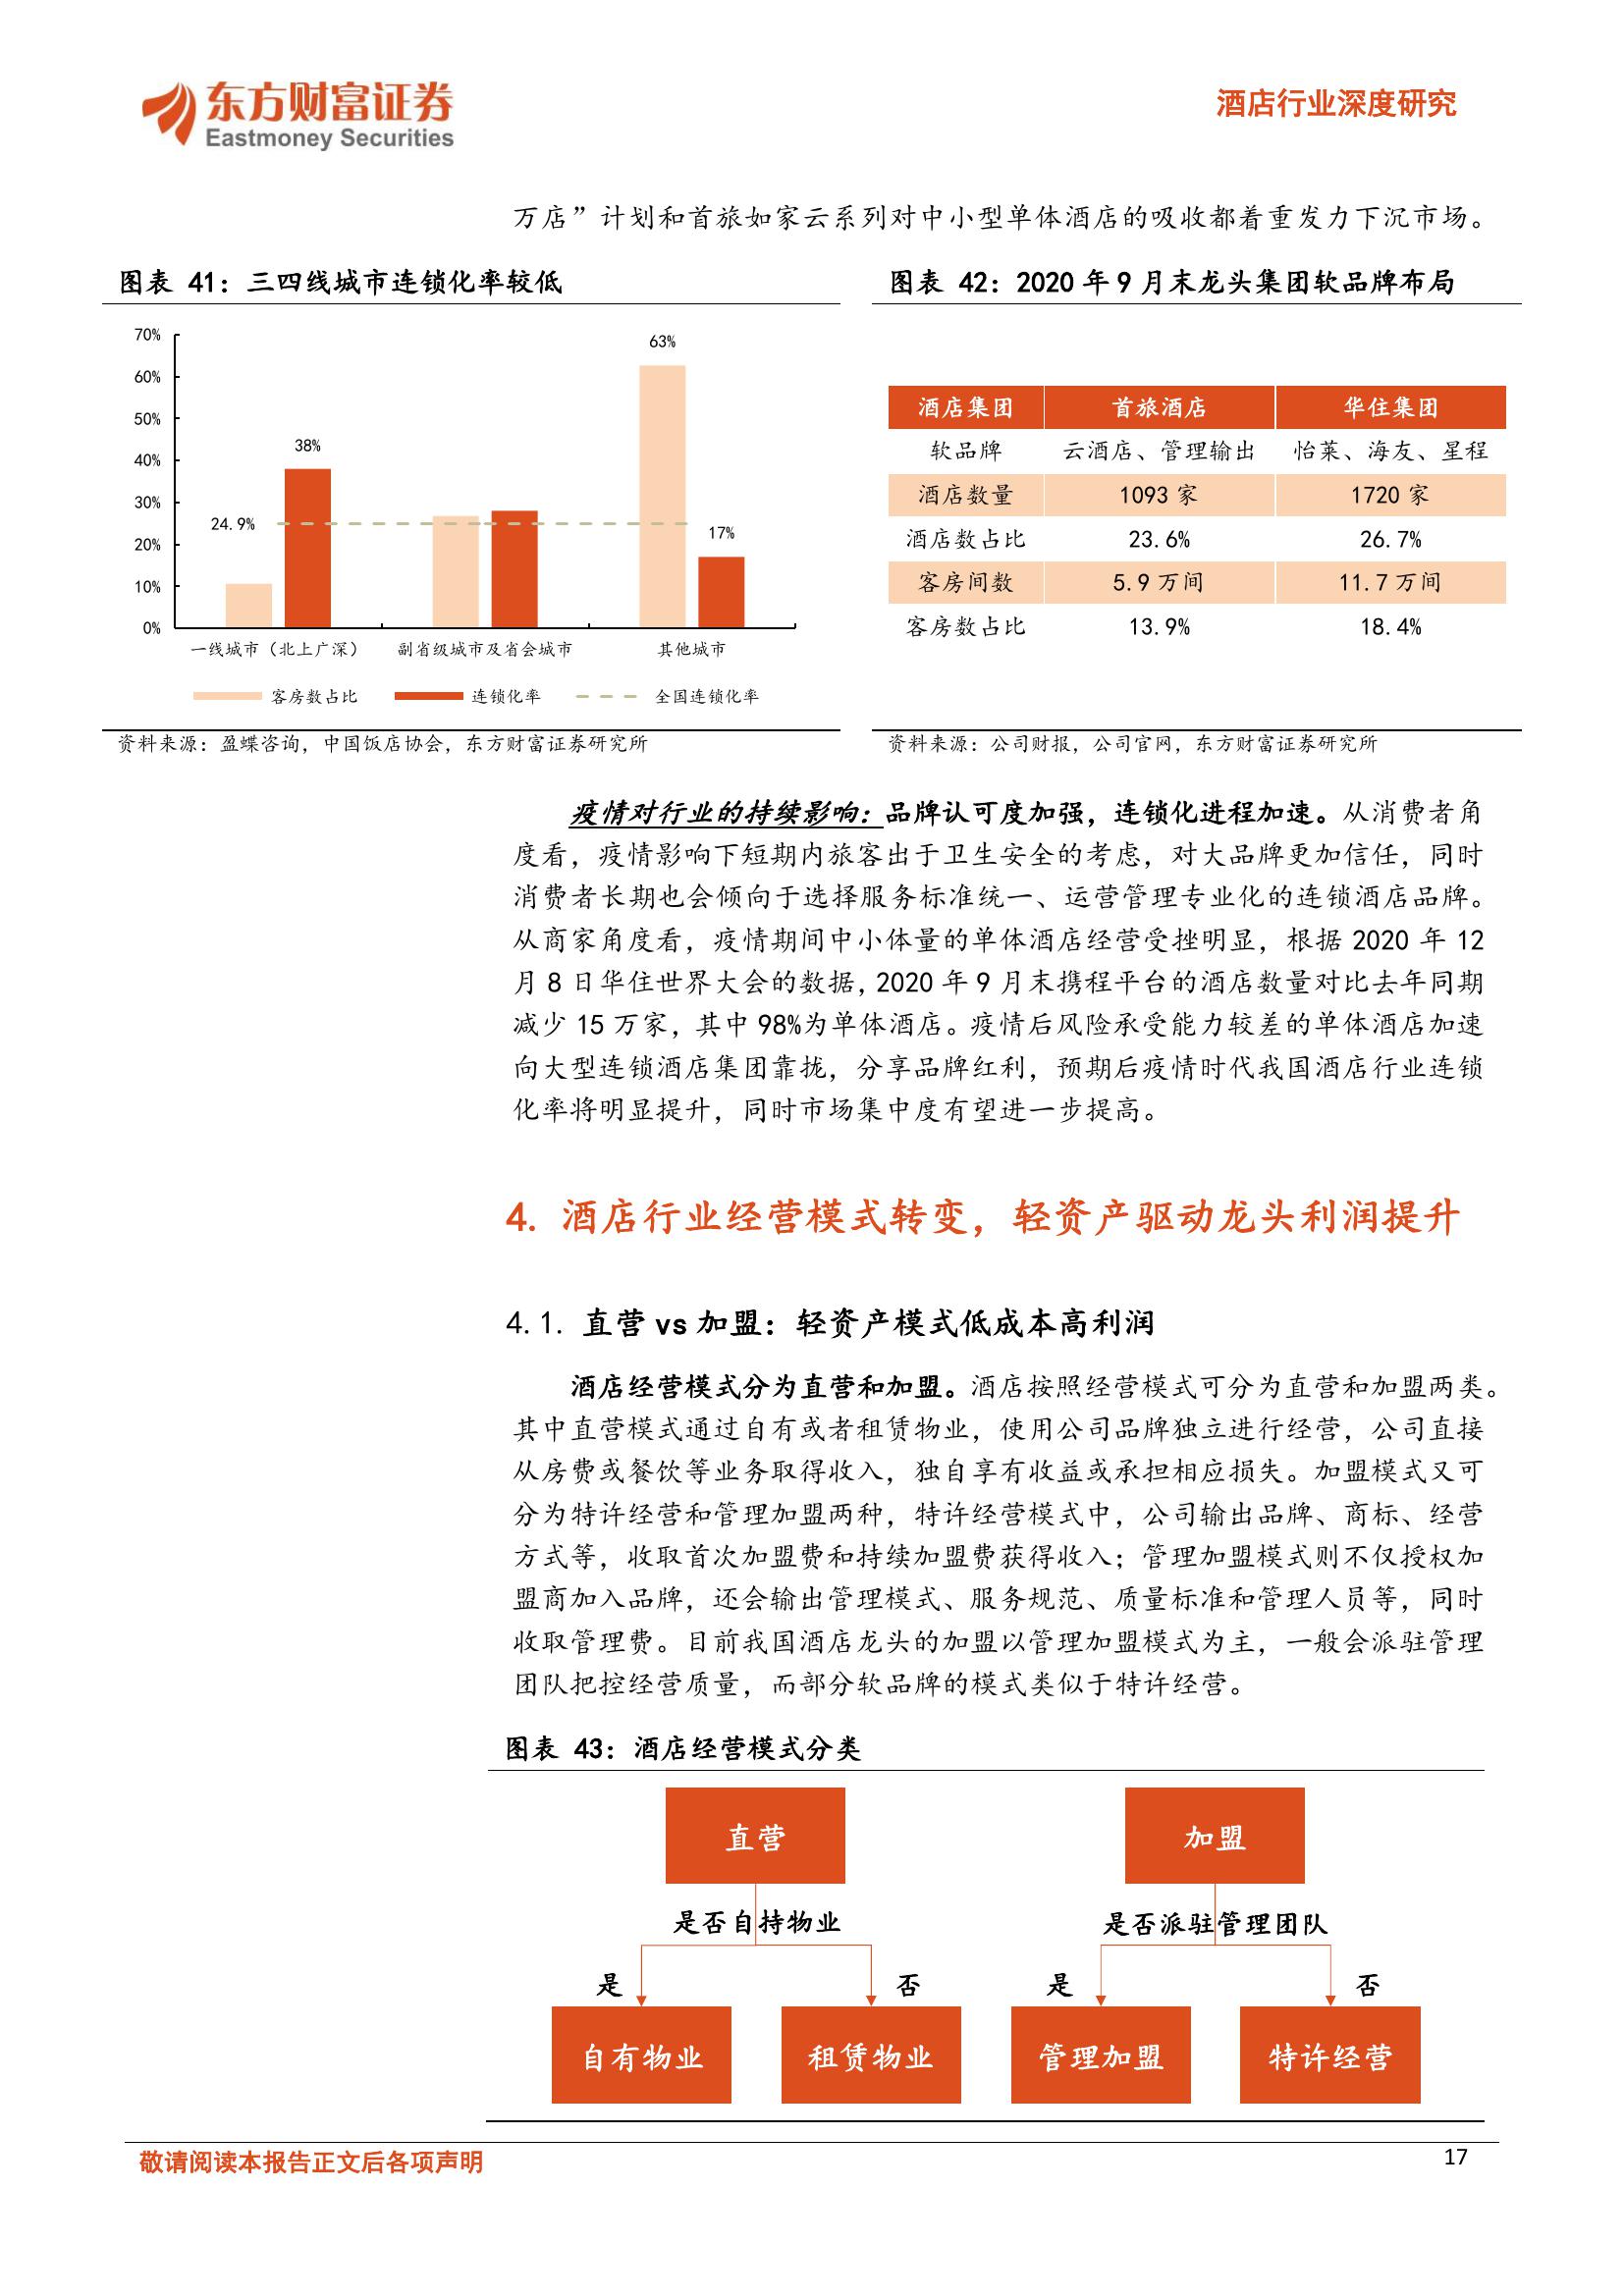 东方财富证券
Eastmoney Securities
酒店行业深度研究
万店”计划和首旅如家云系列对中小型单体酒店的吸收都着重发力下沉市场。
图表 41：三四线城市连锁化率较低
70%
60%
50%
40%
30%
20%
10%
0%
24.9%
38%
63%
17%
一线城市（北上广深）
副省级城市及省会城市
其他城市
客房数占比
连锁化率
全国连锁化率
资料来源：盈蝶咨询，中国饭店协会，东方财富证券研究所
图表 42：2020 年 9 月末龙头集团软品牌布局
酒店集团 首旅酒店 华住集团
软品牌 云酒店、管理输出 怡莱、海友、星程
酒店数量 1093 家 1720 家
酒店数占比 23.6% 26.7%
客房间数 5.9 万间 11.7 万间
客房数占比 13.9% 18.4%
资料来源：公司财报，公司官网，东方财富证券研究所
疫情对行业的持续影响：品牌认可度加强，连锁化进程加速。从消费者角
度看，疫情影响下短期内旅客出于卫生安全的考虑，对大品牌更加信任，同时
消费者长期也会倾向于选择服务标准统一、运营管理专业化的连锁酒店品牌。
从商家角度看，疫情期间中小体量的单体酒店经营受挫明显，根据 2020 年 12
月 8 日华住世界大会的数据，2020 年 9 月末携程平台的酒店数量对比去年同期
减少 15 万家，其中 98%为单体酒店。疫情后风险承受能力较差的单体酒店加速
向大型连锁酒店集团靠拢，分享品牌红利，预期后疫情时代我国酒店行业连锁
化率将明显提升，同时市场集中度有望进一步提高。
4. 酒店行业经营模式转变，轻资产驱动龙头利润提升
4.1. 直营 vs 加盟：轻资产模式低成本高利润
酒店经营模式分为直营和加盟。酒店按照经营模式可分为直营和加盟两类。
其中直营模式通过自有或者租赁物业，使用公司品牌独立进行经营，公司直接
从房费或餐饮等业务取得收入，独自享有收益或承担相应损失。加盟模式又可
分为特许经营和管理加盟两种，特许经营模式中，公司输出品牌、商标、经营
方式等，收取首次加盟费和持续加盟费获得收入；管理加盟模式则不仅授权加
盟商加入品牌，还会输出管理模式、服务规范、质量标准和管理人员等，同时
收取管理费。目前我国酒店龙头的加盟以管理加盟模式为主，一般会派驻管理
团队把控经营质量，而部分软品牌的模式类似于特许经营。
图表 43：酒店经营模式分类
直营
加盟
是否自持物业
是否派驻管理团队
是
否
是
否
自有物业
租赁物业
管理加盟
特许经营
敬请阅读本报告正文后各项声明
17